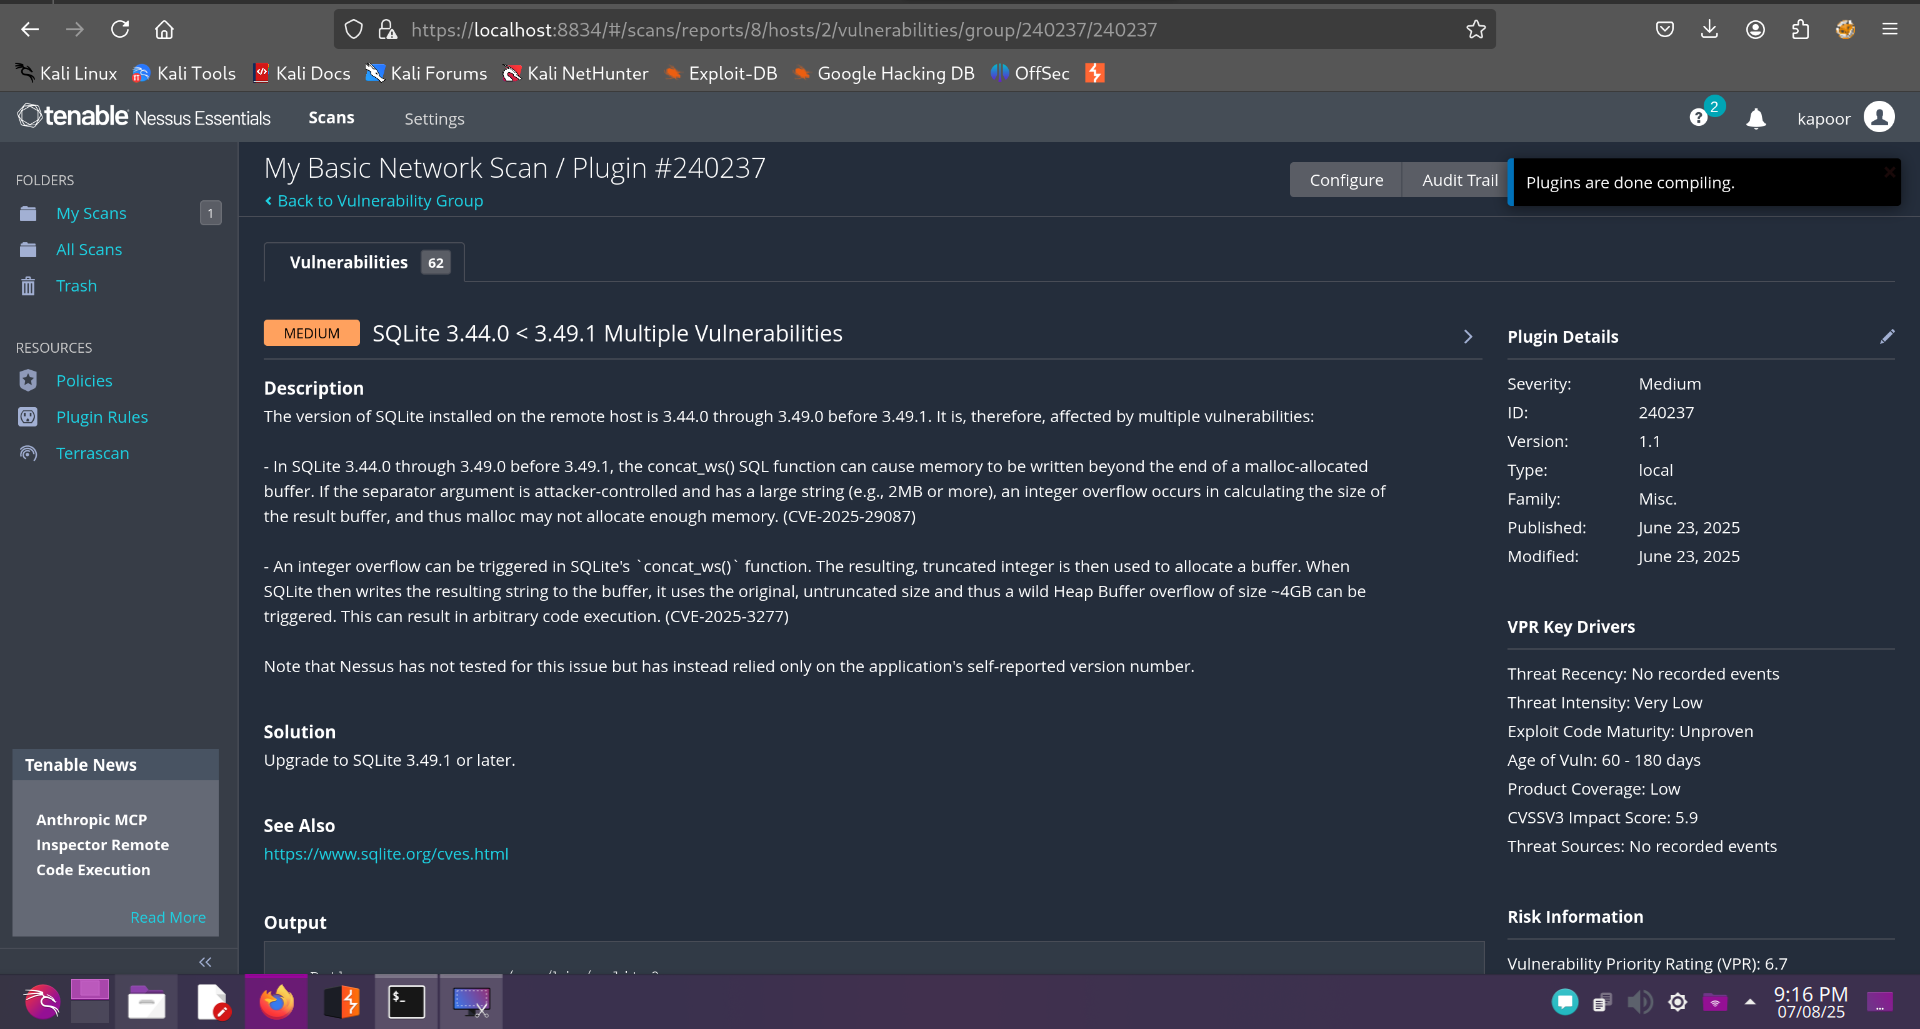 https://localhost:8834/#/scans/reports/8/hosts/2/vulnerabilities/group/240237/240237
Kali Linux Kali Tools Kali Docs Kali Forums Kali NetHunter Exploit-DB Google Hacking DB OffSec
tenable Nessus Essentials Scans Settings 2 kapoor
FOLDERS
My Scans 1
All Scans
Trash
RESOURCES
Policies
Plugin Rules
Terrascan
Tenable News
Anthropic MCP
Inspector Remote
Code Execution
Read More
My Basic Network Scan / Plugin #240237
Back to Vulnerability Group
Configure Audit Trail
Plugins are done compiling.
Vulnerabilities 62
MEDIUM SQLite 3.44.0 < 3.49.1 Multiple Vulnerabilities
Description
The version of SQLite installed on the remote host is 3.44.0 through 3.49.0 before 3.49.1. It is, therefore, affected by multiple vulnerabilities:
- In SQLite 3.44.0 through 3.49.0 before 3.49.1, the concat_ws() SQL function can cause memory to be written beyond the end of a malloc-allocated
buffer. If the separator argument is attacker-controlled and has a large string (e.g., 2MB or more), an integer overflow occurs in calculating the size of
the result buffer, and thus malloc may not allocate enough memory. (CVE-2025-29087)
- An integer overflow can be triggered in SQLite's `concat_ws()` function. The resulting, truncated integer is then used to allocate a buffer. When
SQLite then writes the resulting string to the buffer, it uses the original, untruncated size and thus a wild Heap Buffer overflow of size ~4GB can be
triggered. This can result in arbitrary code execution. (CVE-2025-3277)
Note that Nessus has not tested for this issue but has instead relied only on the application's self-reported version number.
Solution
Upgrade to SQLite 3.49.1 or later.
See Also
https://www.sqlite.org/cves.html
Output
Plugin Details
Severity: Medium
ID: 240237
Version: 1.1
Type: local
Family: Misc.
Published: June 23, 2025
Modified: June 23, 2025
VPR Key Drivers
Threat Recency: No recorded events
Threat Intensity: Very Low
Exploit Code Maturity: Unproven
Age of Vuln: 60 - 180 days
Product Coverage: Low
CVSSV3 Impact Score: 5.9
Threat Sources: No recorded events
Risk Information
Vulnerability Priority Rating (VPR): 6.7
9:16 PM
07/08/25